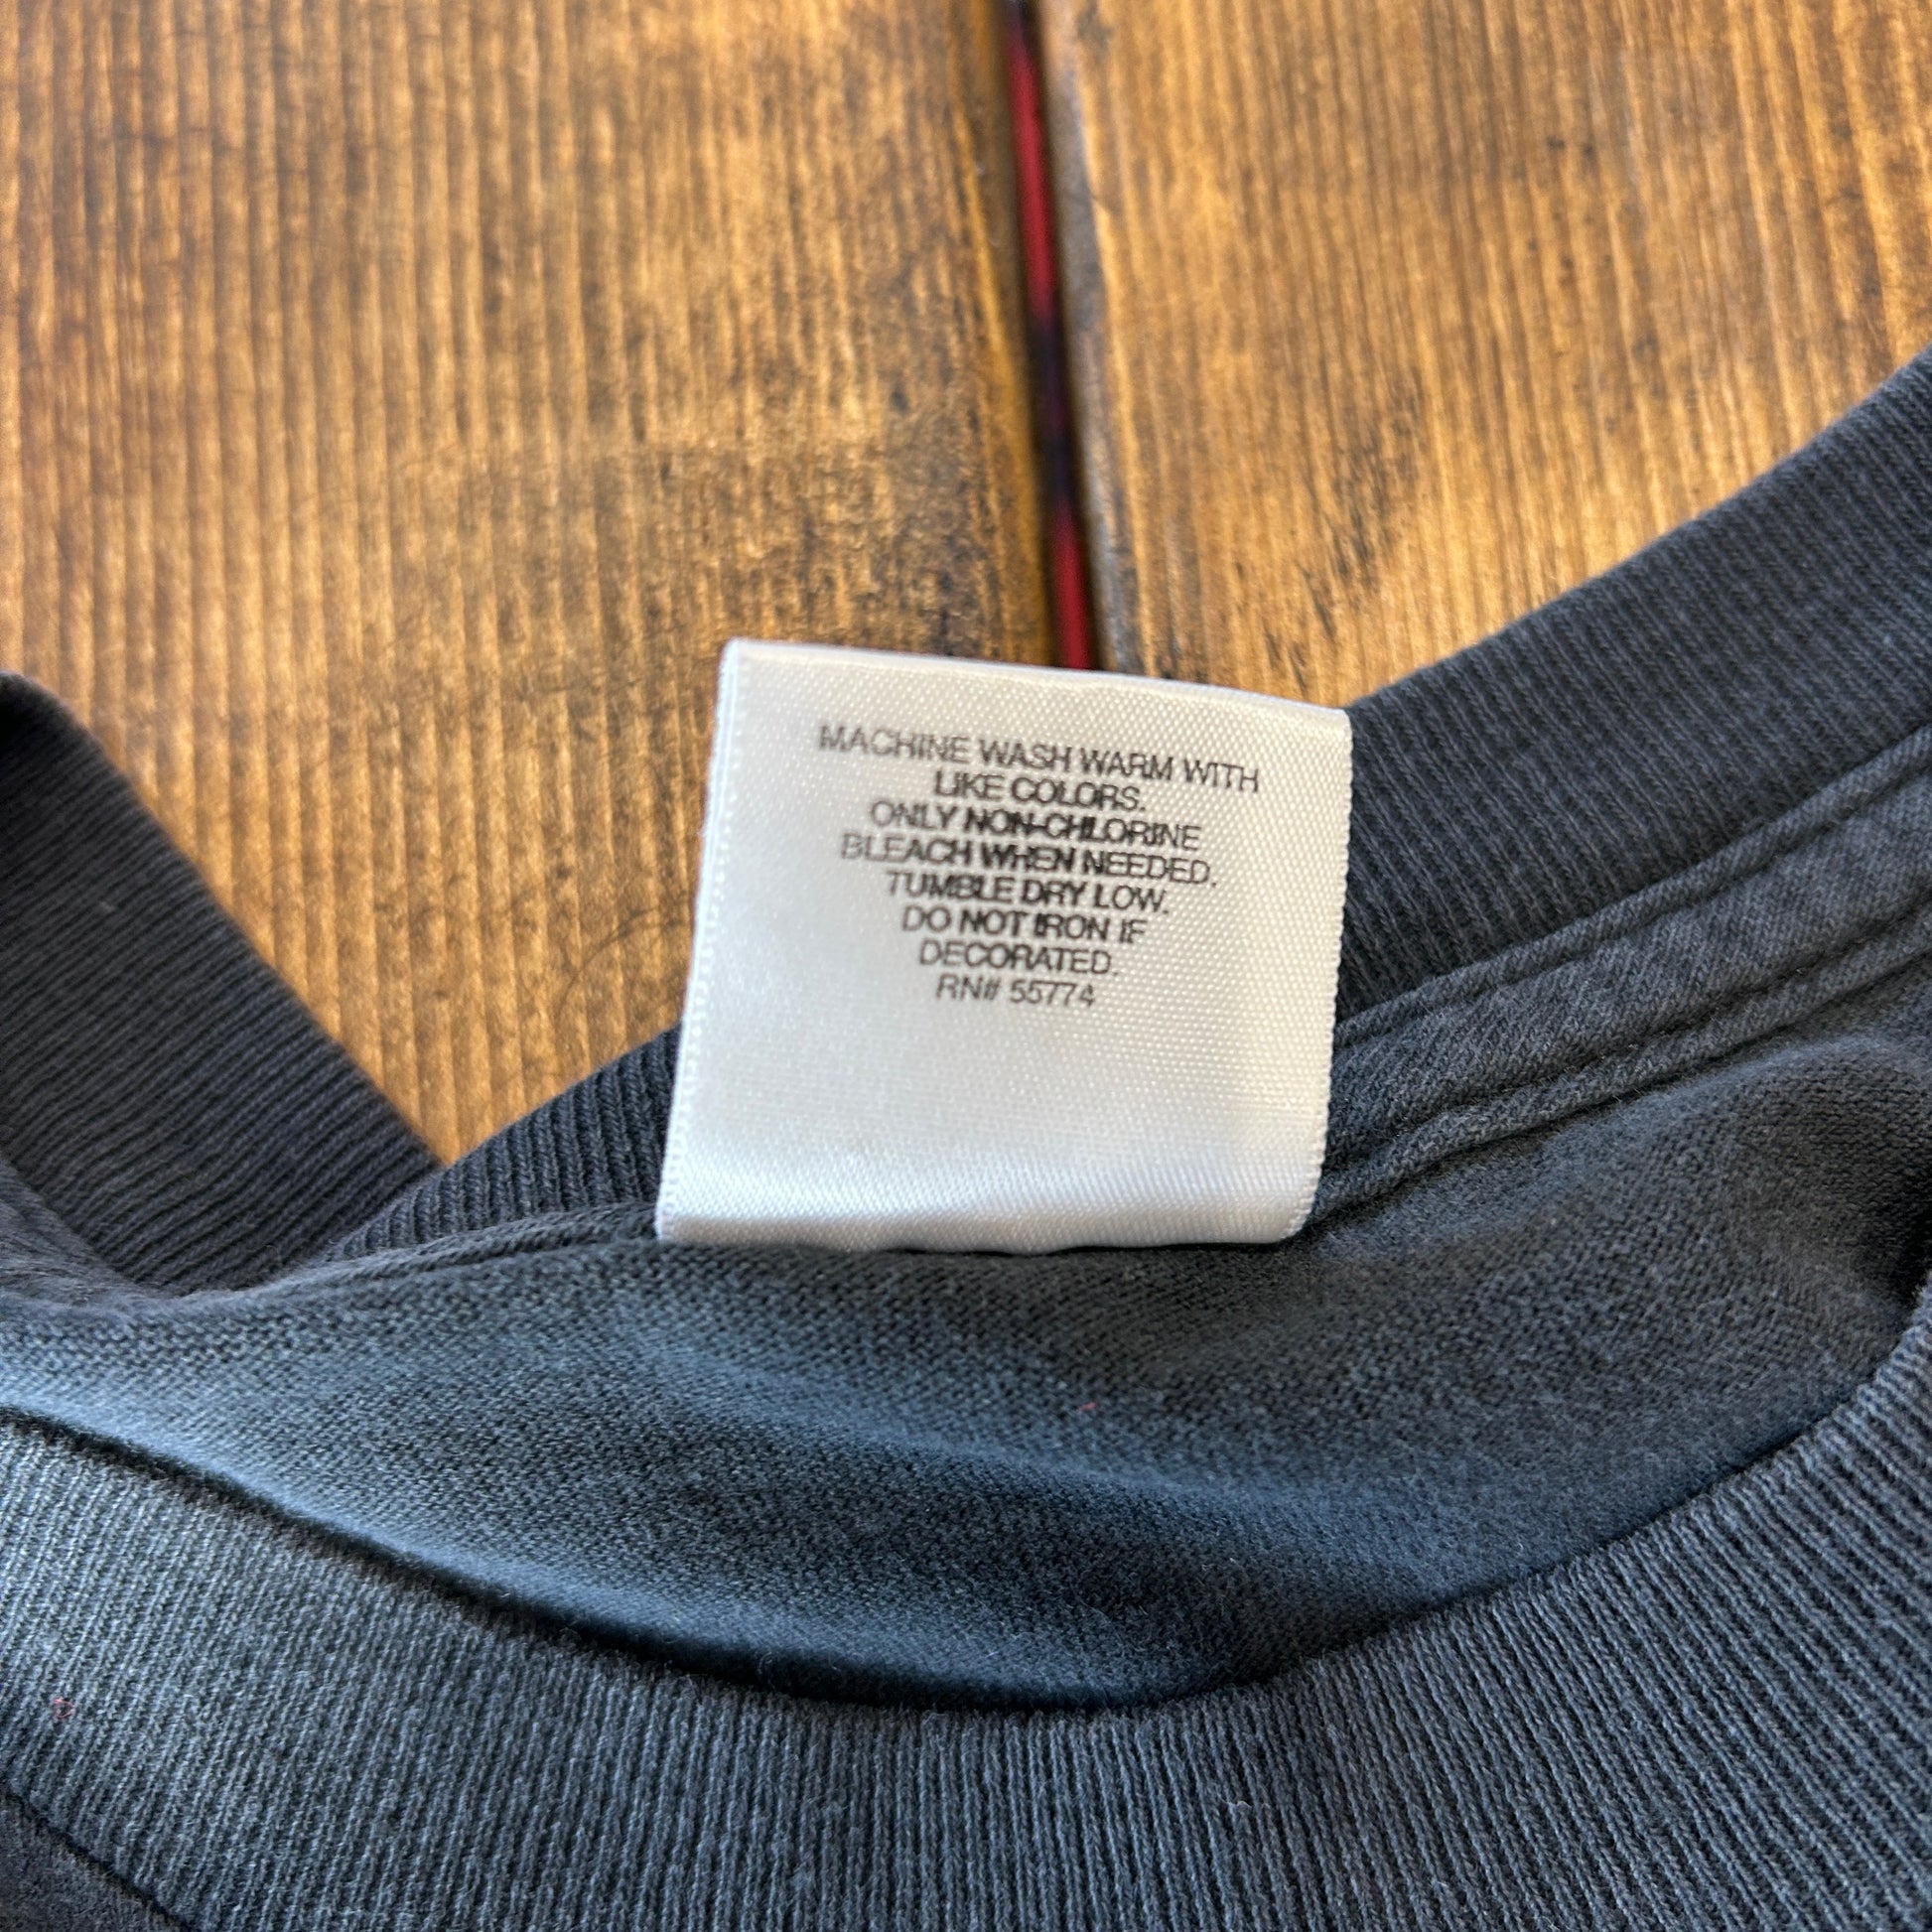 MACHINE WASH WARM WITH
LIKE COLORS.
ONLY NON-CHLORINE
BLEACH WHEN NEEDED.
TUMBLE DRY LOW.
DO NOT IRON IF
DECORATED.
RN# 55774